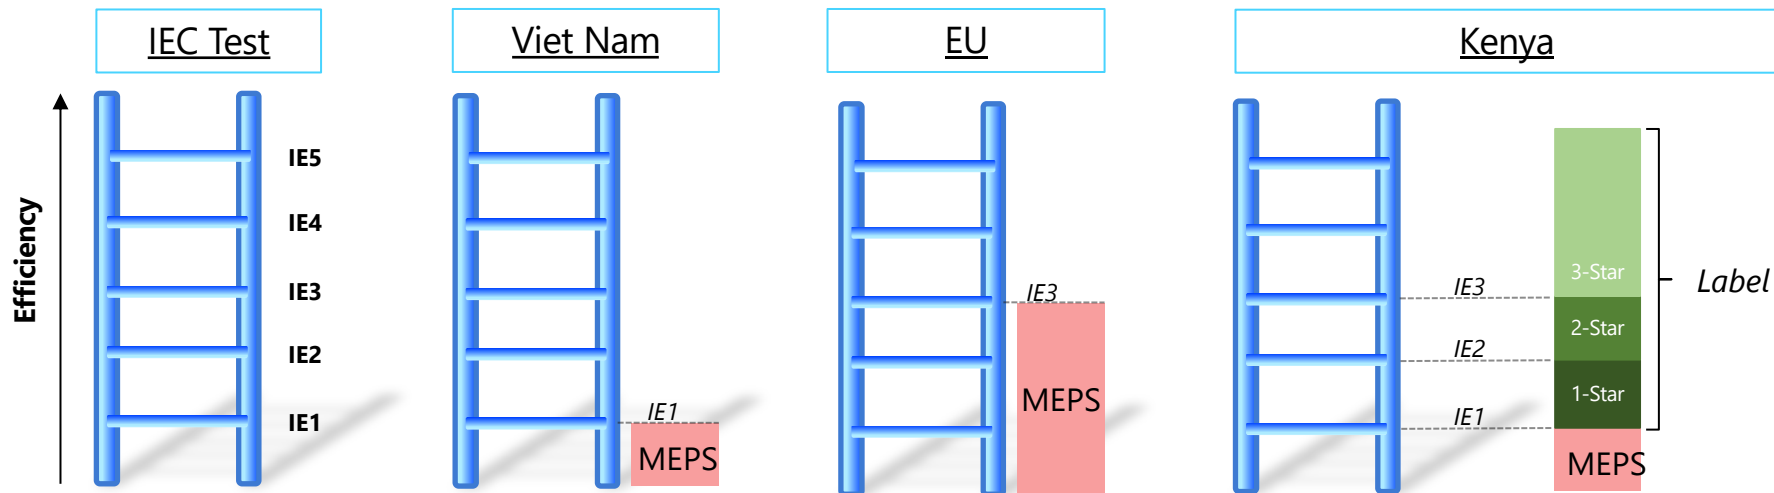 IEC Test
Viet Nam
EU
Kenya
Efficiency
IE5
IE4
IE3
IE2
IE1
IE1
MEPS
IE3
MEPS
IE3
IE2
IE1
3-Star
2-Star
1-Star
MEPS
Label